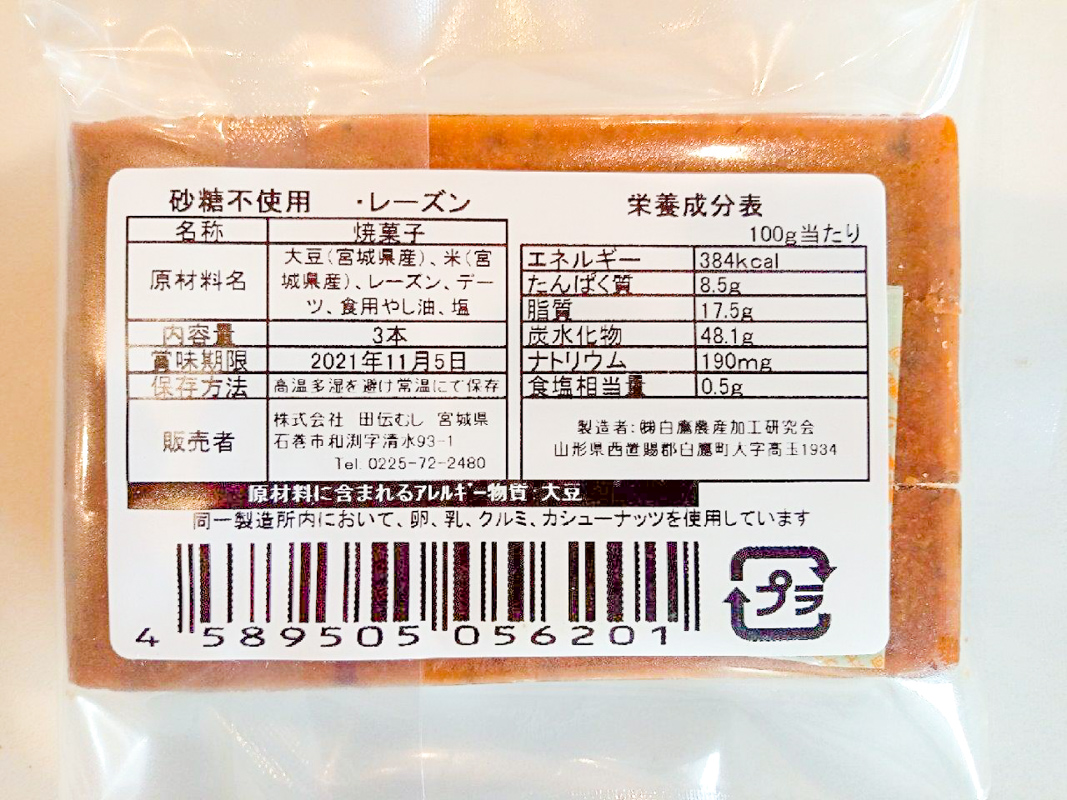 砂糖不使用 ・レーズン
名称 焼菓子
原材料名 大豆(宮城県産)、米(宮
城県産)、レーズン、デー
ツ、食用やし油、塩
内容量 3本
賞味期限 2021年11月5日
保存方法 高温多湿を避け常温にて保存
販売者 株式会社 田伝むし 宮城県
石巻市和渕字清水93-1
Tel. 0225-72-2480
栄養成分表
100g当たり
エネルギー 384kcal
たんぱく質 8.5g
脂質 17.5g
炭水化物 48.1g
ナトリウム 190mg
食塩相当量 0.5g
製造者:㈱白鷹農産加工研究会
山形県西置賜郡白鷹町大字高玉1934
原材料に含まれるアレルギー物質:大豆
同一製造所内において、卵、乳、クルミ、カシューナッツを使用しています
4 589505 056201
プラ